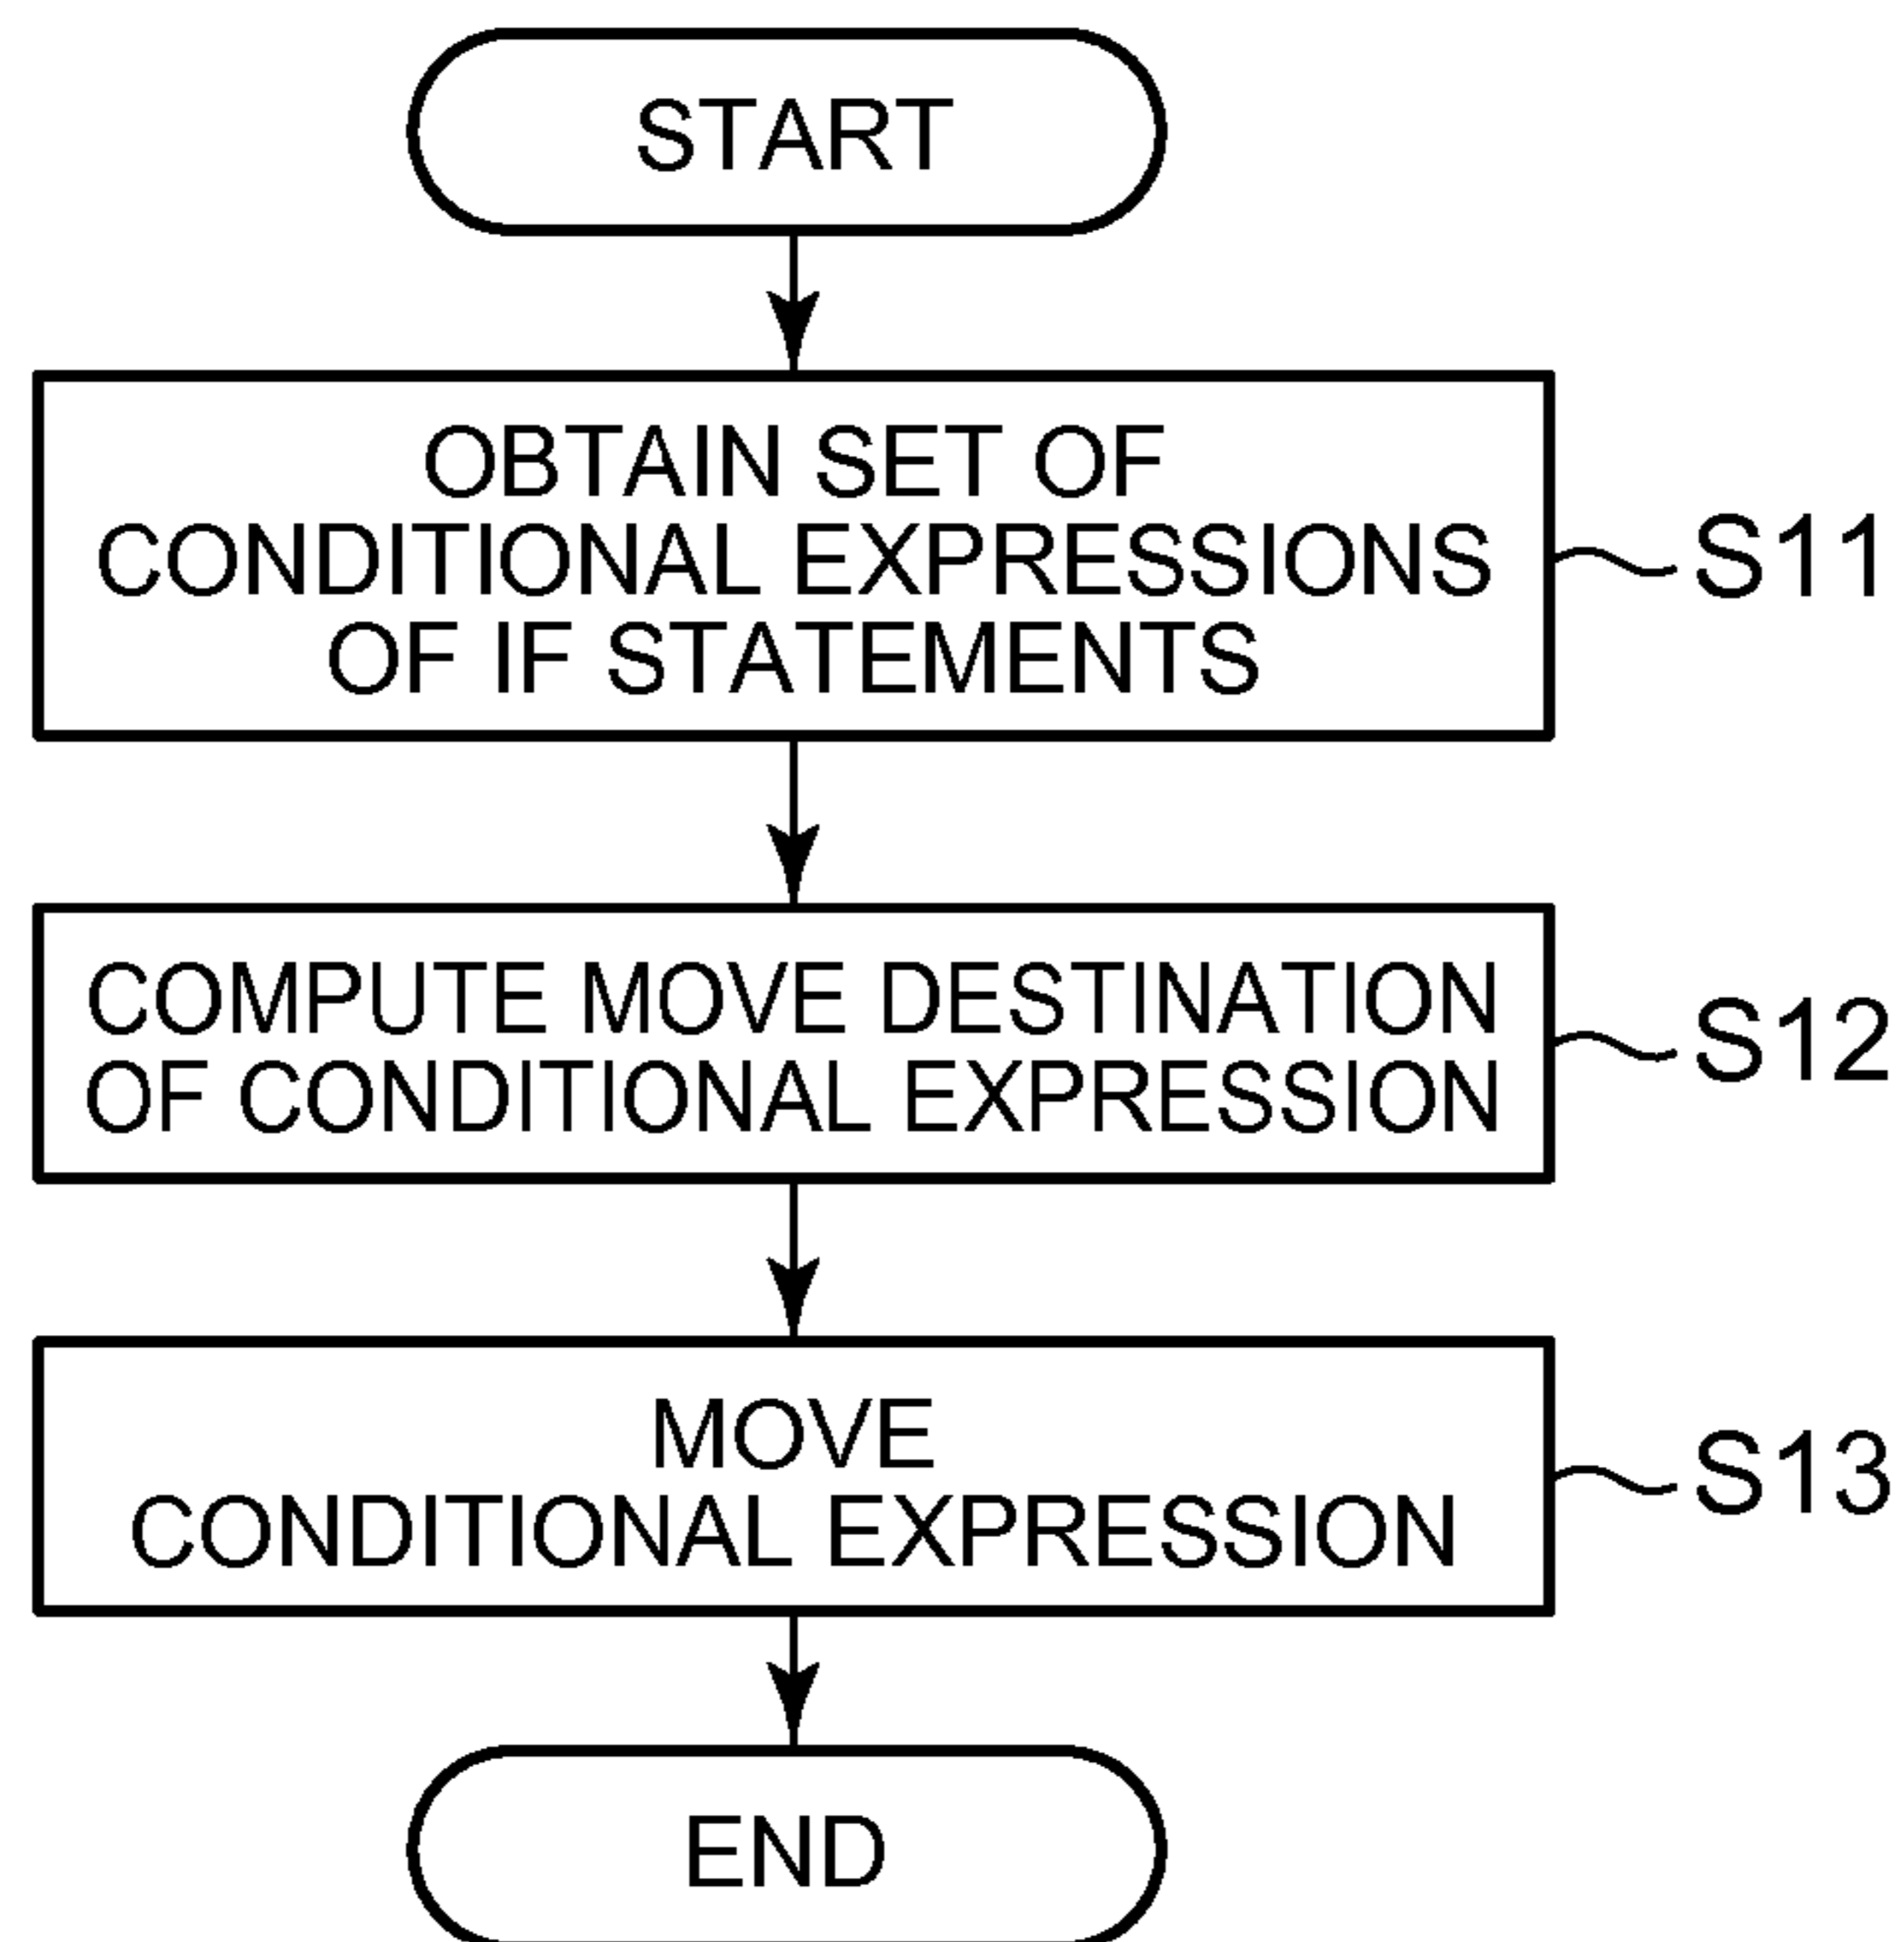 START
OBTAIN SET OF
CONDITIONAL EXPRESSIONS
OF IF STATEMENTS
S11
COMPUTE MOVE DESTINATION
OF CONDITIONAL EXPRESSION
S12
MOVE
CONDITIONAL EXPRESSION
S13
END